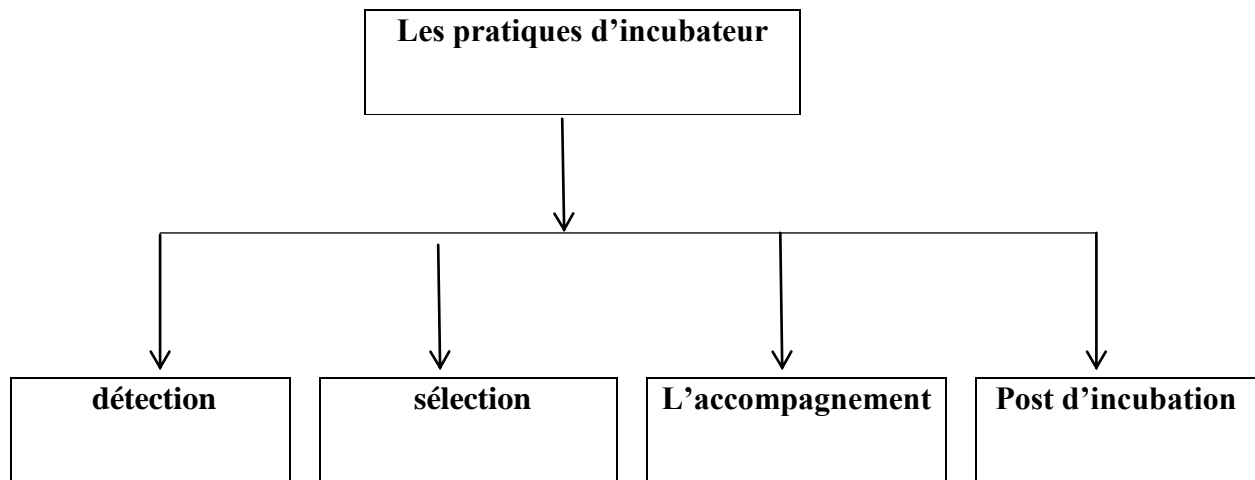 Les pratiques d’incubateur
détection
sélection
L’accompagnement
Post d’incubation